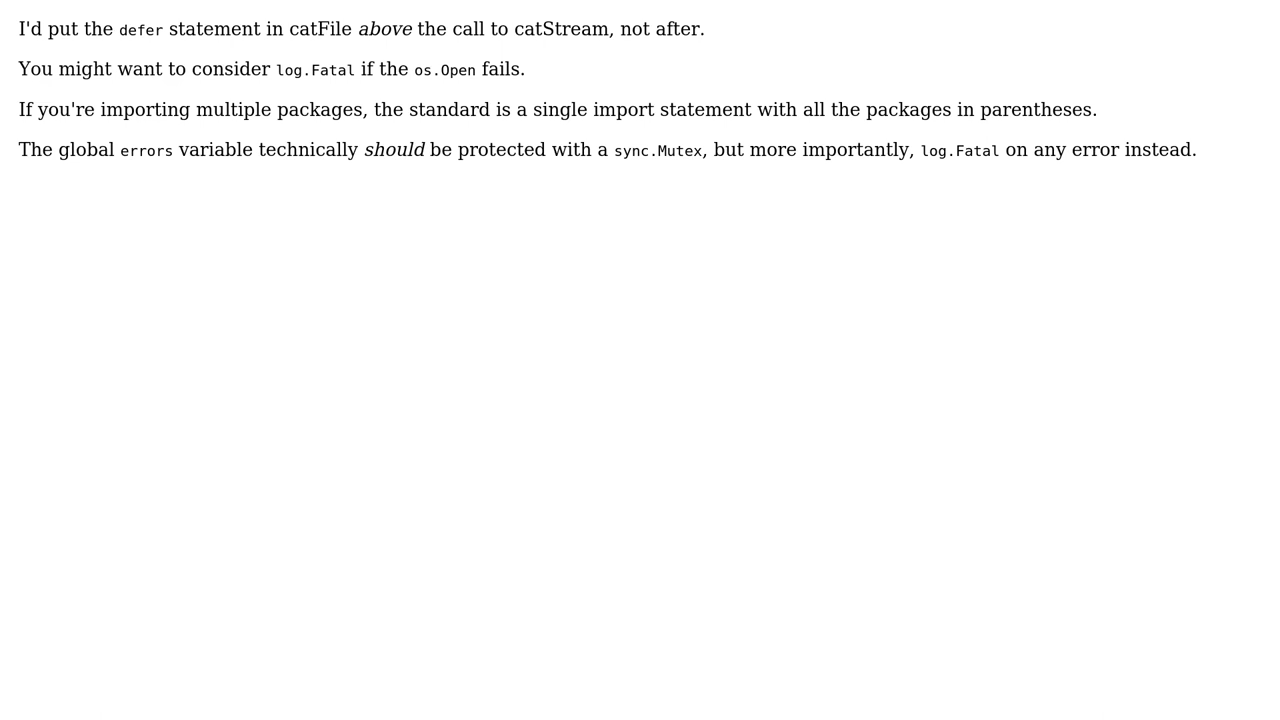 I'd put the defer statement in catFile above the call to catStream, not after.
You might want to consider log.Fatal if the os.Open fails.
If you're importing multiple packages, the standard is a single import statement with all the packages in parentheses.
The global errors variable technically should be protected with a sync.Mutex, but more importantly, log.Fatal on any error instead.